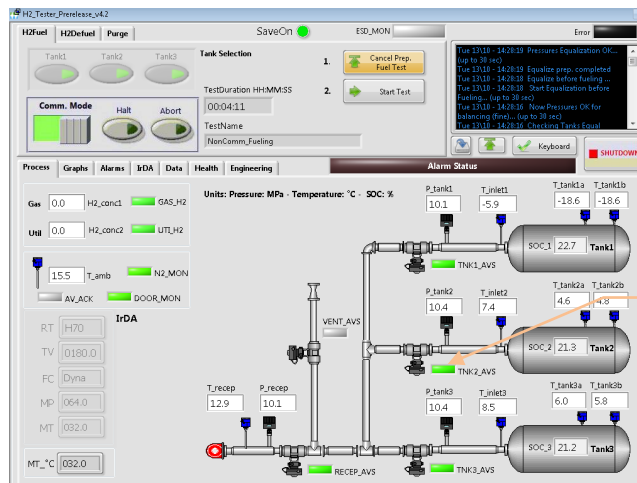 H2_Tester_Prerelease_v4.2
H2Fuel H2Defuel Purge
SaveOn
ESD_MON
Error
Tank1 Tank2 Tank3
Tank Selection
1. Cancel Prep.
Fuel Test
2. Start Test
TestDuration HH:MM:SS
00:04:11
TestName
NonComm_Fueling
Comm. Mode
Halt Abort
Tue 13\10 - 14:28:19 Pressures Equalization OK...
(up to 30 sec)
Tue 13\10 - 14:28:19 Equalize prep. completed
Tue 13\10 - 14:28:18 Equalize before fueling ...
Tue 13\10 - 14:28:18 Start Equalization before
Fueling... (up to 30 sec)
Tue 13\10 - 14:28:16 Now Pressures OK for
balancing (fine)... (up to 30 sec)
Tue 13\10 - 14:28:16 Checking Tanks Equal
Keyboard
SHUTDOWN
Process Graphs Alarms IrDA Data Health Engineering
Alarm Status
Units: Pressure: MPa - Temperature: °C - SOC: %
Gas 0.0 H2_conc1 GAS_H2
Util 0.0 H2_conc2 UTI_H2
15.5 T_amb N2_MON
AV_ACK DOOR_MON
IrDA
RT H70
TV 0180.0
FC Dyna
MP 064.0
MT 032.0
MT_°C 032.0
P_tank1 T_inlet1 T_tank1a T_tank1b
10.1 -5.9 -18.6 -18.6
SOC_1 22.7 Tank1
TNK1_AVS
P_tank2 T_inlet2 T_tank2a T_tank2b
10.4 7.4 4.6 4.8
VENT_AVS
SOC_2 21.3 Tank2
TNK2_AVS
T_recep P_recep
12.9 10.1
P_tank3 T_inlet3 T_tank3a T_tank3b
10.4 8.5 6.0 5.8
SOC_3 21.2 Tank3
RECEP_AVS
TNK3_AVS